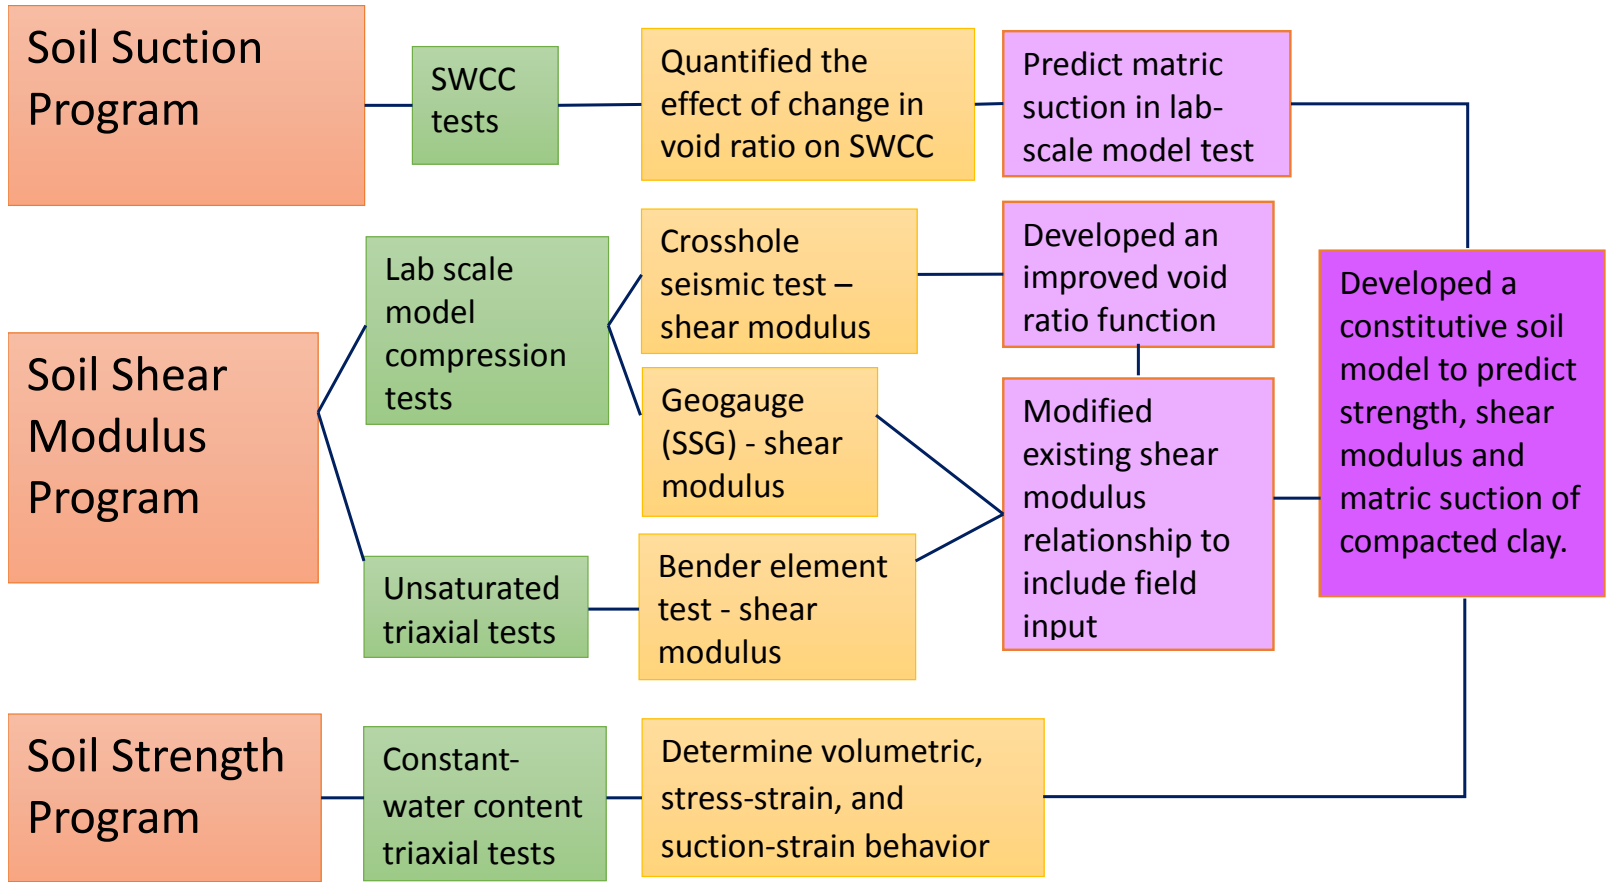 Soil Suction
Program
SWCC
tests
Quantified the
effect of change in
void ratio on SWCC
Predict matric
suction in lab-
scale model test
Soil Shear
Modulus
Program
Lab scale
model
compression
tests
Crosshole
seismic test –
shear modulus
Developed an
improved void
ratio function
Geogauge
(SSG) - shear
modulus
Unsaturated
triaxial tests
Bender element
test - shear
modulus
Modified
existing shear
modulus
relationship to
include field
input
Developed a
constitutive soil
model to predict
strength, shear
modulus and
matric suction of
compacted clay.
Soil Strength
Program
Constant-
water content
triaxial tests
Determine volumetric,
stress-strain, and
suction-strain behavior